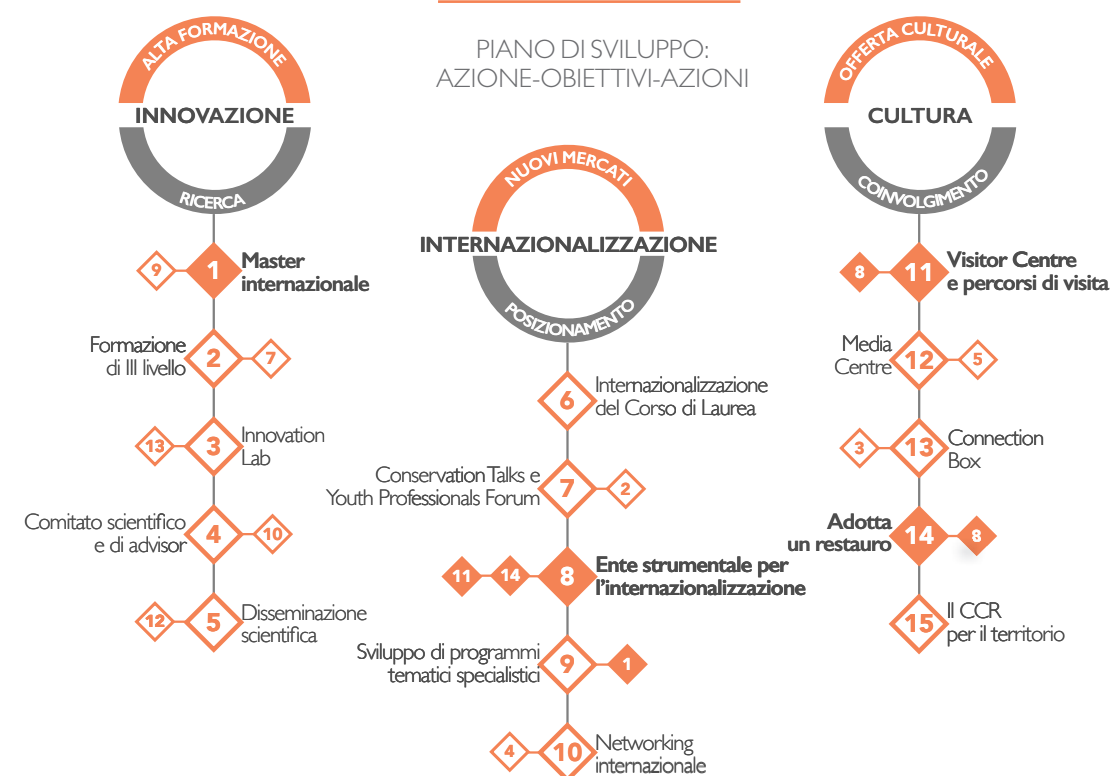 PIANO DI SVILUPPO:
AZIONE-OBIETTIVI-AZIONI
ALTA FORMAZIONE
INNOVAZIONE
RICERCA
9
1
Master
internazionale
Formazione
di III livello
2
7
13
3
Innovation
Lab
Comitato scientifico
e di advisor
4
10
12
5
Disseminazione
scientifica
NUOVI MERCATI
INTERNAZIONALIZZAZIONE
POSIZIONAMENTO
6
Internazionalizzazione
del Corso di Laurea
Conservation Talks e
Youth Professionals Forum
7
2
11
14
8
Ente strumentale per
l'internazionalizzazione
Sviluppo di programmi
tematici specialistici
9
1
4
10
Networking
internazionale
OFFERTA CULTURALE
CULTURA
COINVOLGIMENTO
8
11
Visitor Centre
e percorsi di visita
Media
Centre
12
5
3
13
Connection
Box
Adotta
un restauro
14
8
15
Il CCR
per il territorio